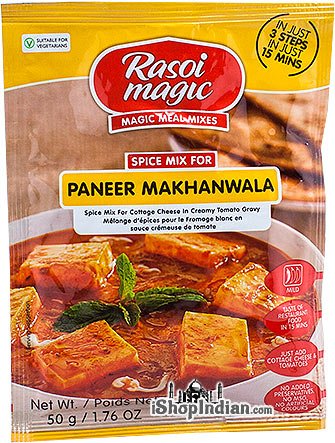 SUITABLE FOR
VEGETARIANS
Rasoi
magic
MAGIC MEAL MIXES
IN JUST
3 STEPS
IN JUST
15 MINS
SPICE MIX FOR
PANEER MAKHANWALA
Spice Mix For Cottage Cheese In Creamy Tomato Gravy
Mélange d'épices pour le Fromage blanc en
sauce crémeuse de tomate
MILD
TASTE OF
RESTAURANT
FOOD
IN 15 MINS
JUST ADD
COTTAGE CHEESE &
TOMATOES
NO ADDED
PRESERVATIVES,
NO MSG,
NO ARTIFICIAL
COLOURS
Net Wt. / Poids Ne
50 g / 1.76 OZ
iShopIndian.com